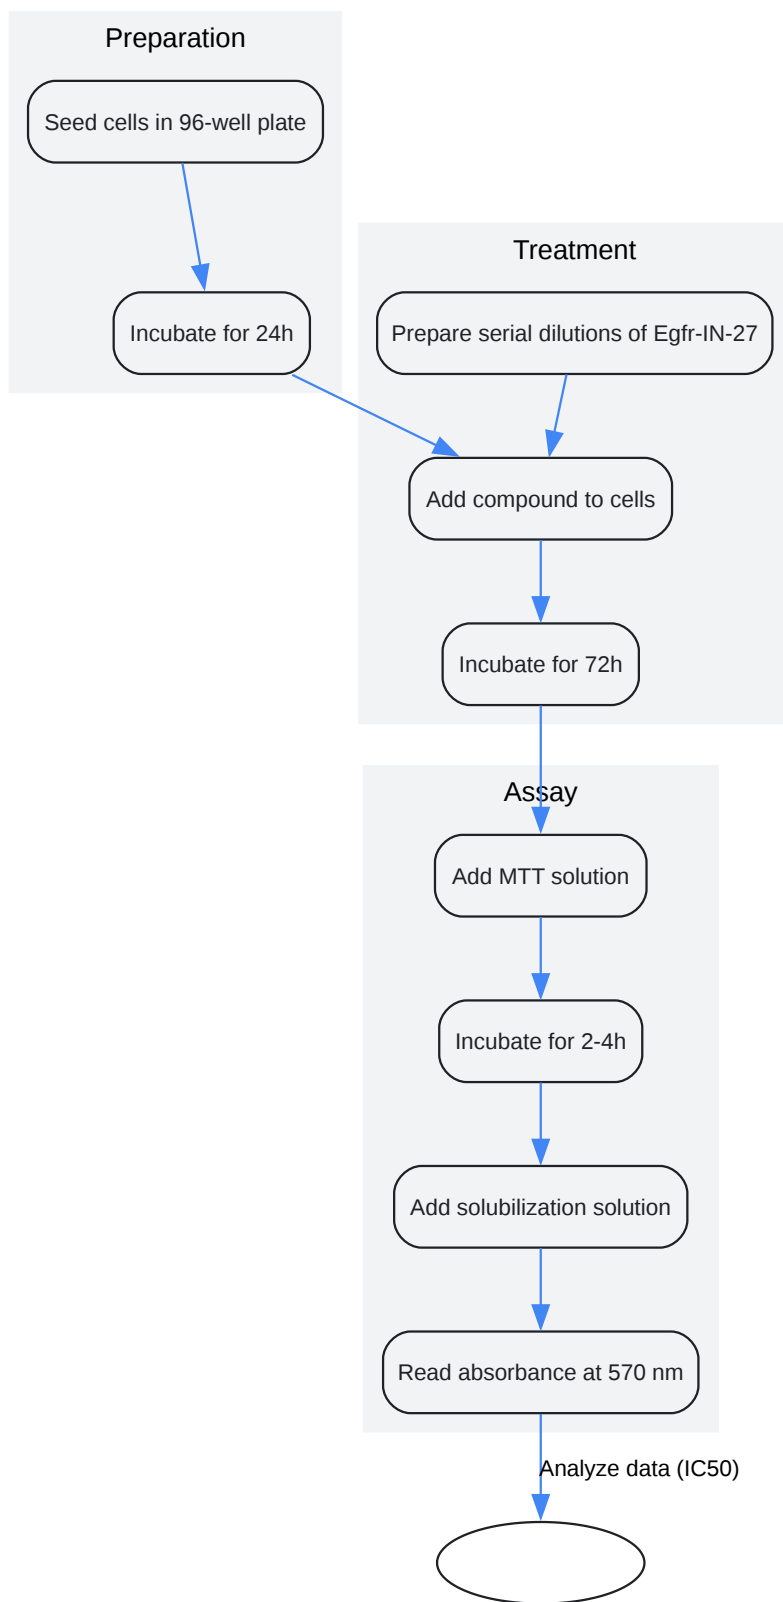 Preparation
Seed cells in 96-well plate
Incubate for 24h
Treatment
Prepare serial dilutions of Egfr-IN-27
Add compound to cells
Incubate for 72h
Assay
Add MTT solution
Incubate for 2-4h
Add solubilization solution
Read absorbance at 570 nm
Analyze data (IC50)